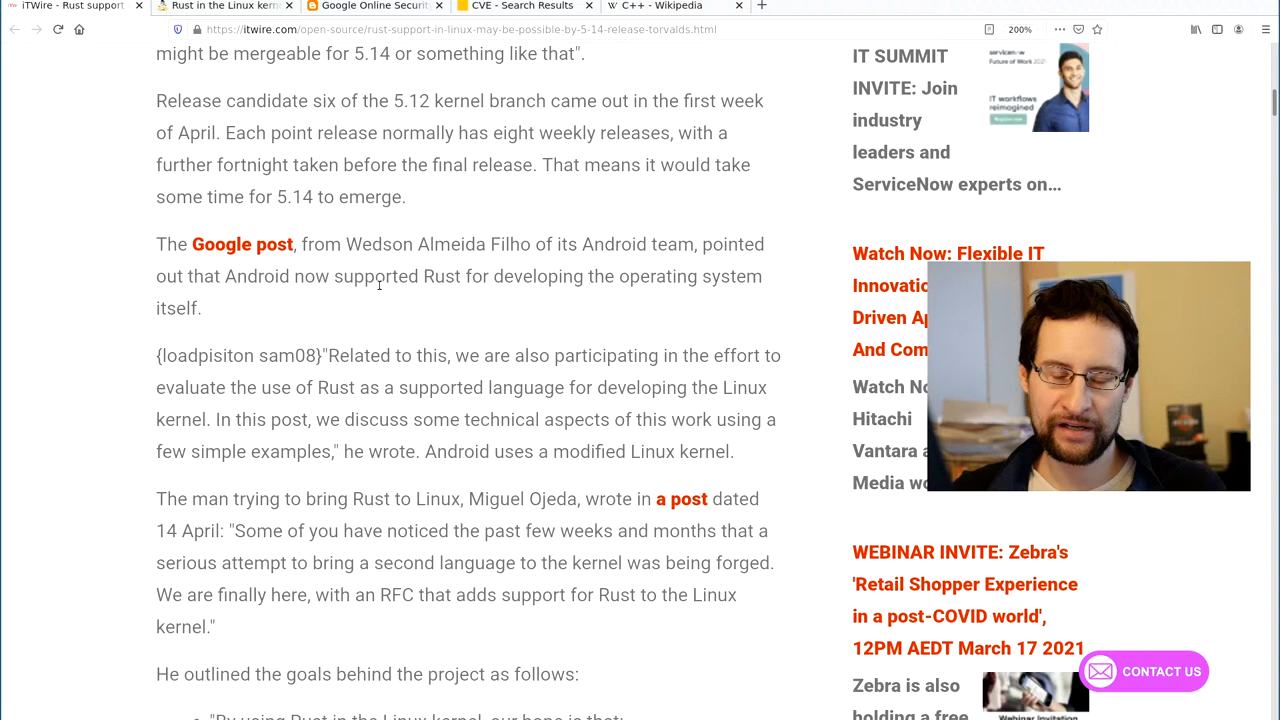 iTWire - Rust support
Rust in the Linux kern
Google Online Securit
CVE - Search Results
W C++ - Wikipedia
https://itwire.com/open-source/rust-support-in-linux-may-be-possible-by-5-14-release-torvalds.html
200%
might be mergeable for 5.14 or something like that".
Release candidate six of the 5.12 kernel branch came out in the first week
of April. Each point release normally has eight weekly releases, with a
further fortnight taken before the final release. That means it would take
some time for 5.14 to emerge.
The Google post, from Wedson Almeida Filho of its Android team, pointed
out that Android now supported Rust for developing the operating system
itself.
{loadpisiton sam08}"Related to this, we are also participating in the effort to
evaluate the use of Rust as a supported language for developing the Linux
kernel. In this post, we discuss some technical aspects of this work using a
few simple examples," he wrote. Android uses a modified Linux kernel.
The man trying to bring Rust to Linux, Miguel Ojeda, wrote in a post dated
14 April: "Some of you have noticed the past few weeks and months that a
serious attempt to bring a second language to the kernel was being forged.
We are finally here, with an RFC that adds support for Rust to the Linux
kernel."
He outlined the goals behind the project as follows:
"By using Rust in the Linux kernel, our hope is that:
IT SUMMIT
INVITE: Join
industry
leaders and
ServiceNow experts on...
servicenow
Future of Work 2021
IT workflows
reimagined
Register now
Watch Now: Flexible IT
Driven
And
Watch
Hitachi
Vantara
Media
WEBINAR INVITE: Zebra's
'Retail Shopper Experience
in a post-COVID world',
12PM AEDT March 17 2021
CONTACT US
Zebra is also
holding a free
Webinar Invitation